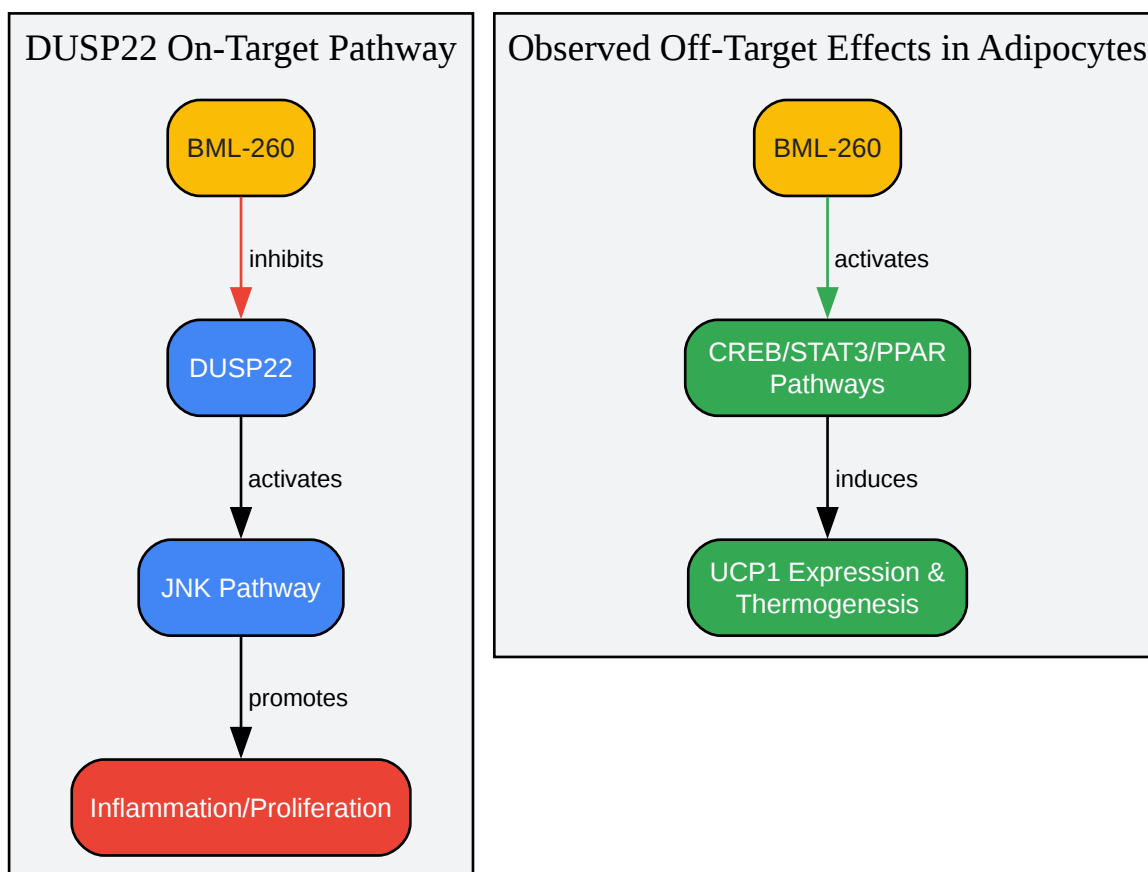 DUSP22 On-Target Pathway
BML-260
inhibits
DUSP22
activates
JNK Pathway
promotes
Inflammation/Proliferation
Observed Off-Target Effects in Adipocytes
BML-260
activates
CREB/STAT3/PPAR
Pathways
induces
UCP1 Expression &
Thermogenesis